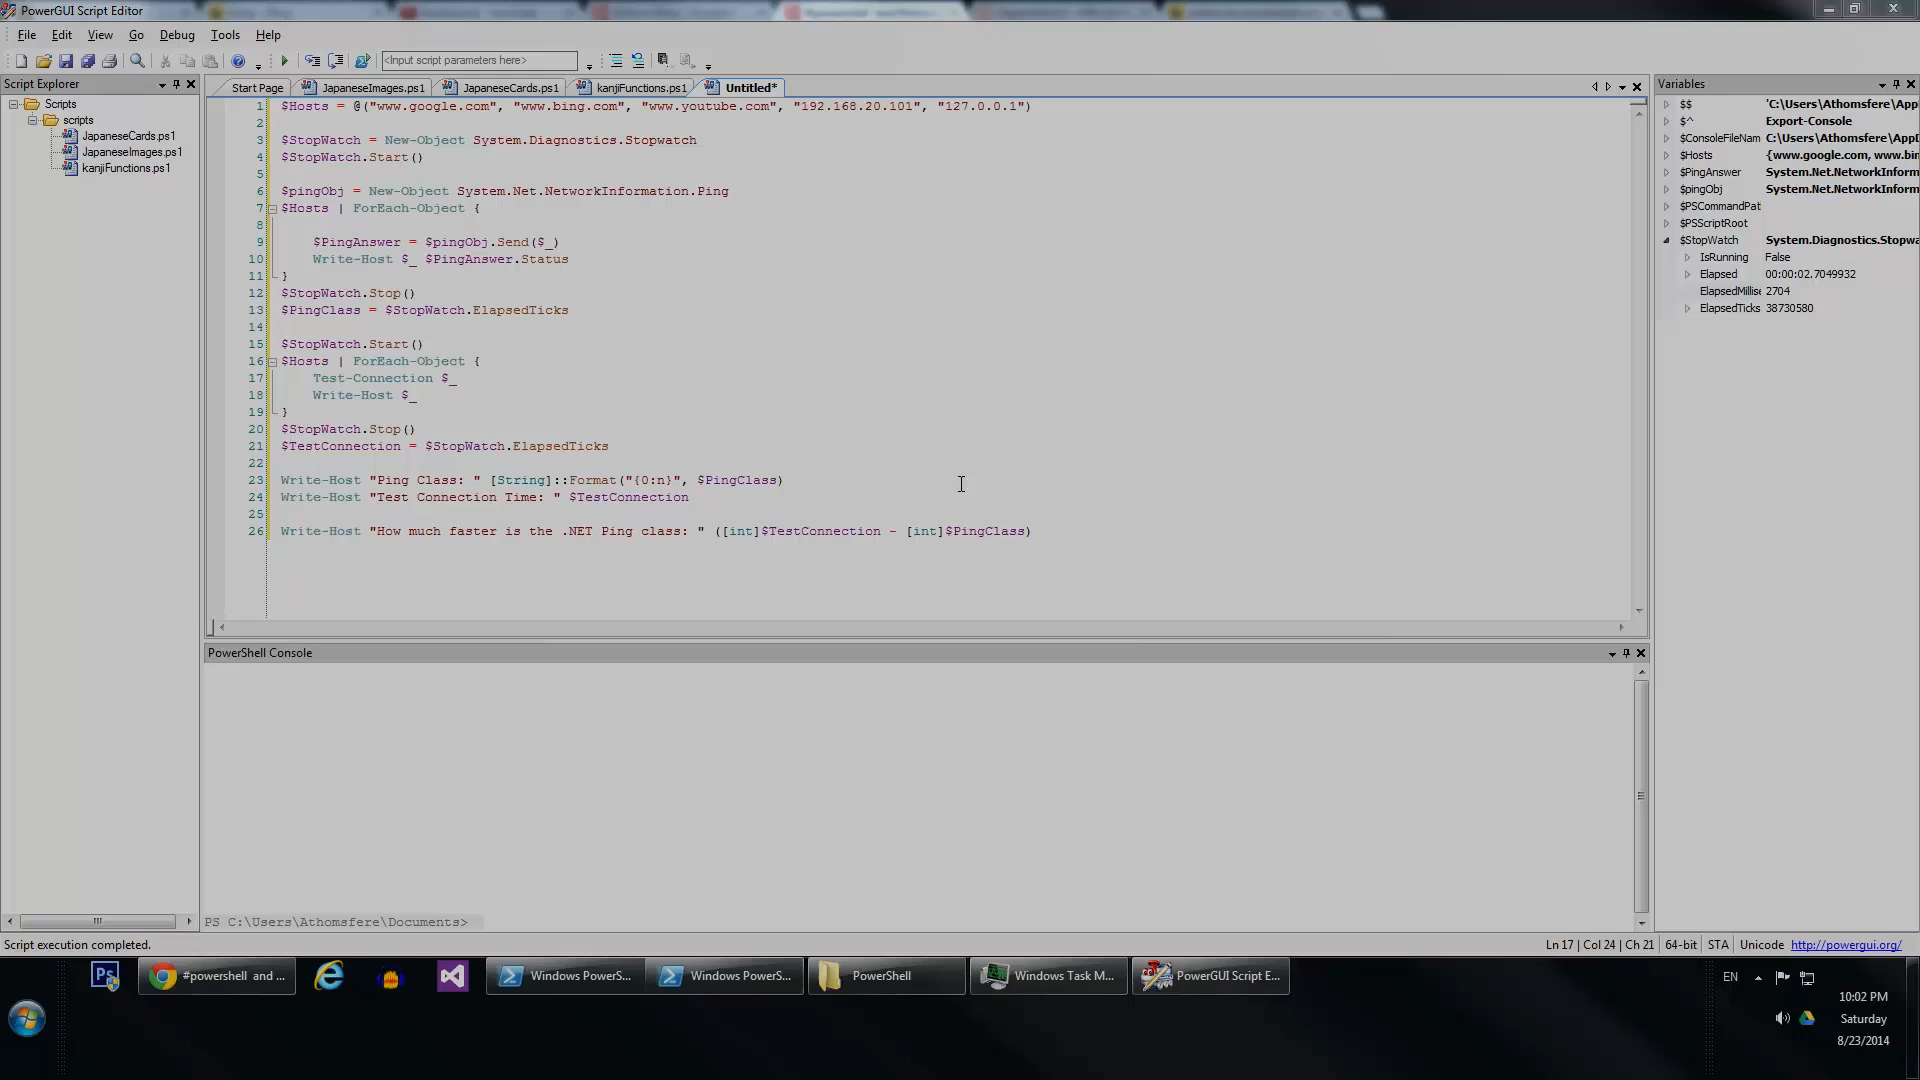 PowerGUI Script Editor
File Edit View Go Debug Tools Help
<Input script parameters here>
Script Explorer
Scripts
scripts
JapaneseCards.ps1
JapaneseImages.ps1
kanjiFunctions.ps1
Start Page JapaneseImages.ps1 JapaneseCards.ps1 kanjiFunctions.ps1 Untitled*
1 $Hosts = @("www.google.com", "www.bing.com", "www.youtube.com", "192.168.20.101", "127.0.0.1")
2
3 $StopWatch = New-Object System.Diagnostics.Stopwatch
4 $StopWatch.Start()
5
6 $pingObj = New-Object System.Net.NetworkInformation.Ping
7 $Hosts | ForEach-Object {
8
9 $PingAnswer = $pingObj.Send($_)
10 Write-Host $_ $PingAnswer.Status
11 }
12 $StopWatch.Stop()
13 $PingClass = $StopWatch.ElapsedTicks
14
15 $StopWatch.Start()
16 $Hosts | ForEach-Object {
17 Test-Connection $_
18 Write-Host $_
19 }
20 $StopWatch.Stop()
21 $TestConnection = $StopWatch.ElapsedTicks
22
23 Write-Host "Ping Class: " [String]::Format("{0:n}", $PingClass)
24 Write-Host "Test Connection Time: " $TestConnection
25
26 Write-Host "How much faster is the .NET Ping class: " ([int]$TestConnection - [int]$PingClass)
Variables
$$ 'C:\Users\Athomsfere\App
$^ Export-Console
$ConsoleFileNam C:\Users\Athomsfere\AppD
$Hosts {www.google.com, www.bin
$PingAnswer System.Net.NetworkInform
$pingObj System.Net.NetworkInform
$PSCommandPat
$PSScriptRoot
$StopWatch System.Diagnostics.Stopwa
IsRunning False
Elapsed 00:00:02.7049932
ElapsedMillise 2704
ElapsedTicks 38730580
PowerShell Console
PS C:\Users\Athomsfere\Documents>
Script execution completed.
Ln 17 | Col 24 | Ch 21 64-bit STA Unicode http://powergui.org/
Ps #powershell and ... Windows PowerS... Windows PowerS... PowerShell Windows Task M... PowerGUI Script E...
EN
10:02 PM
Saturday
8/23/2014